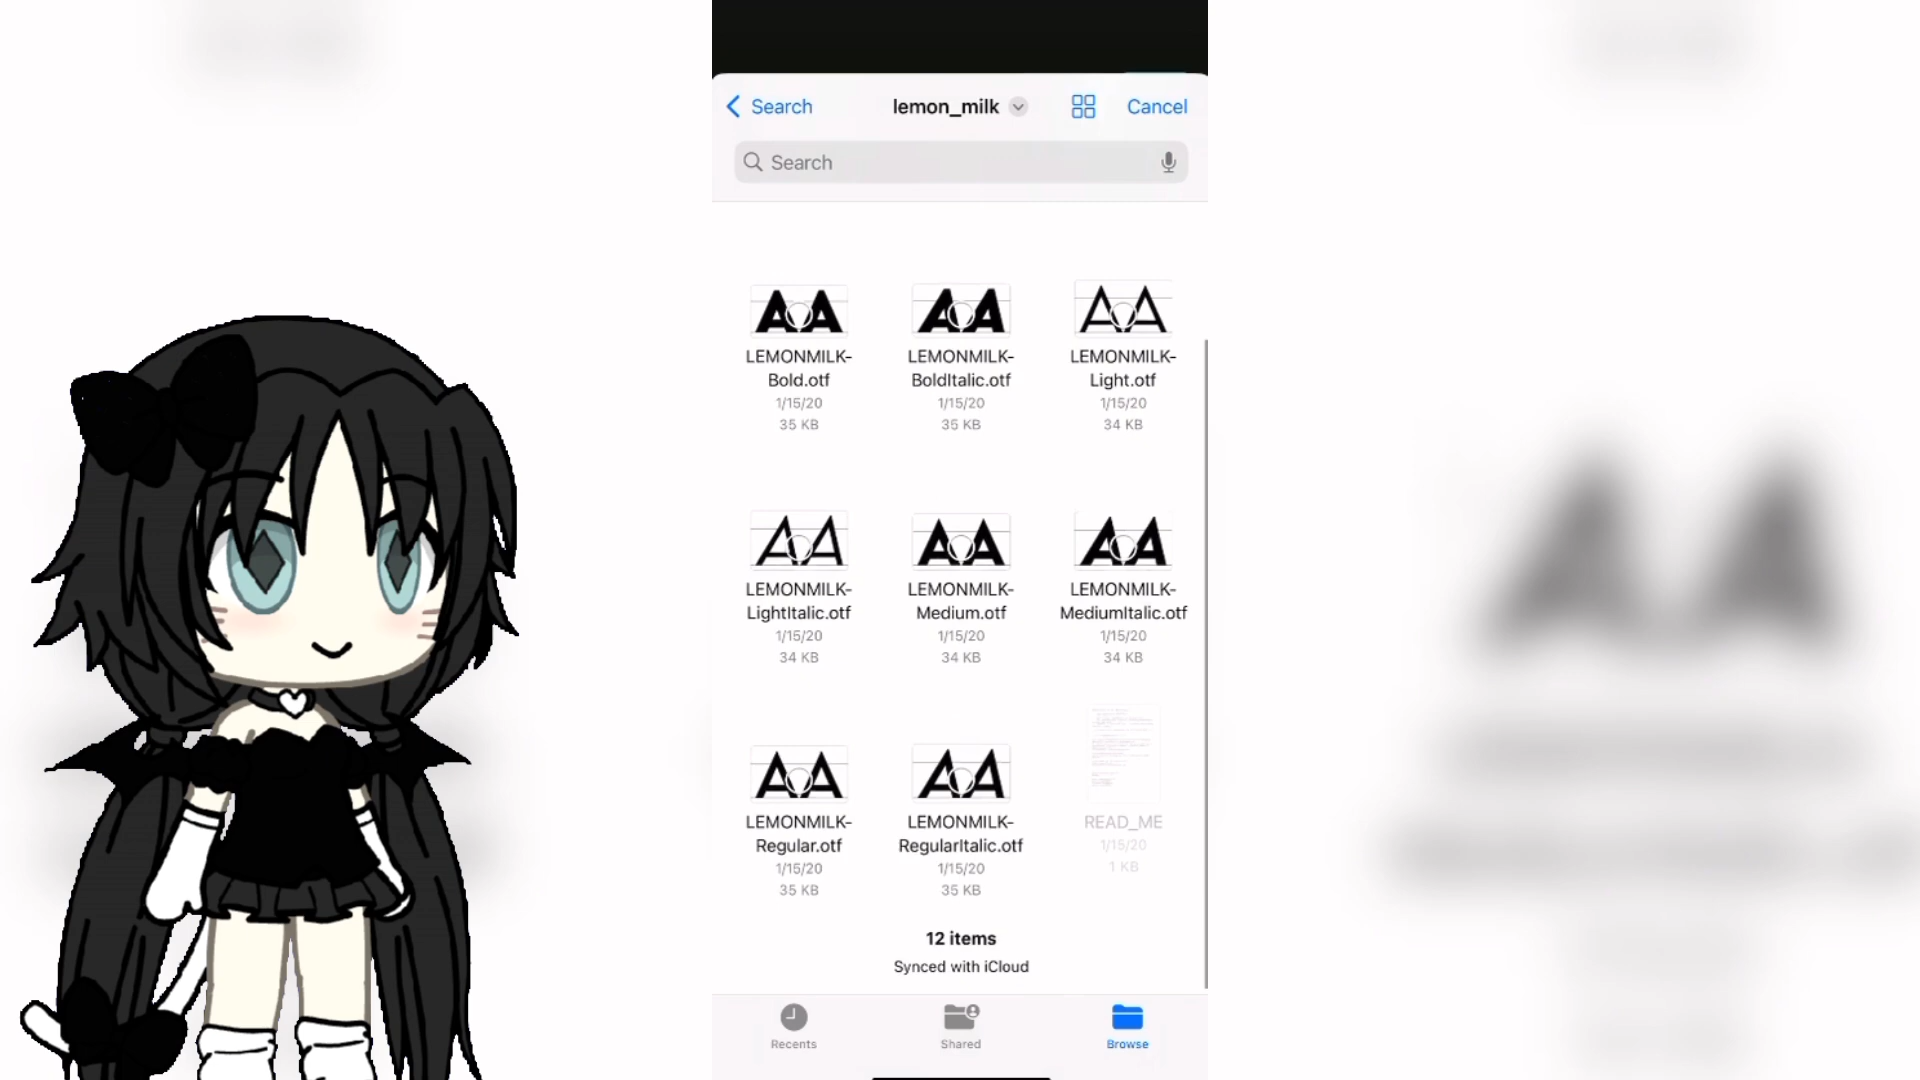 Search
lemon_milk
Cancel
Search
LEMONMILK-
Bold.otf
1/15/20
35 KB
LEMONMILK-
BoldItalic.otf
1/15/20
35 KB
LEMONMILK-
Light.otf
1/15/20
34 KB
LEMONMILK-
LightItalic.otf
1/15/20
34 KB
LEMONMILK-
Medium.otf
1/15/20
34 KB
LEMONMILK-
MediumItalic.otf
1/15/20
34 KB
LEMONMILK-
Regular.otf
1/15/20
35 KB
LEMONMILK-
RegularItalic.otf
1/15/20
35 KB
READ_ME
1/15/20
1 KB
12 items
Synced with iCloud
Recents
Shared
Browse